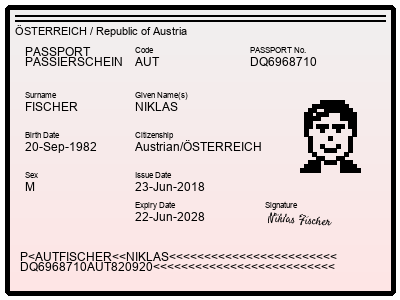 ÖSTERREICH / Republic of Austria
PASSPORT
PASSIERSCHEIN
Code
AUT
PASSPORT No.
DQ6968710
Surname
FISCHER
Given Name(s)
NIKLAS
Birth Date
20-Sep-1982
Citizenship
Austrian/ÖSTERREICH
Sex
M
Issue Date
23-Jun-2018
Expiry Date
22-Jun-2028
Signature
Niklas Fischer
P<AUTFISCHER<<NIKLAS<<<<<<<<<<<<<<<<<<<<<<<<
DQ6968710AUT820920<<<<<<<<<<<<<<<<<<<<<<<<<<